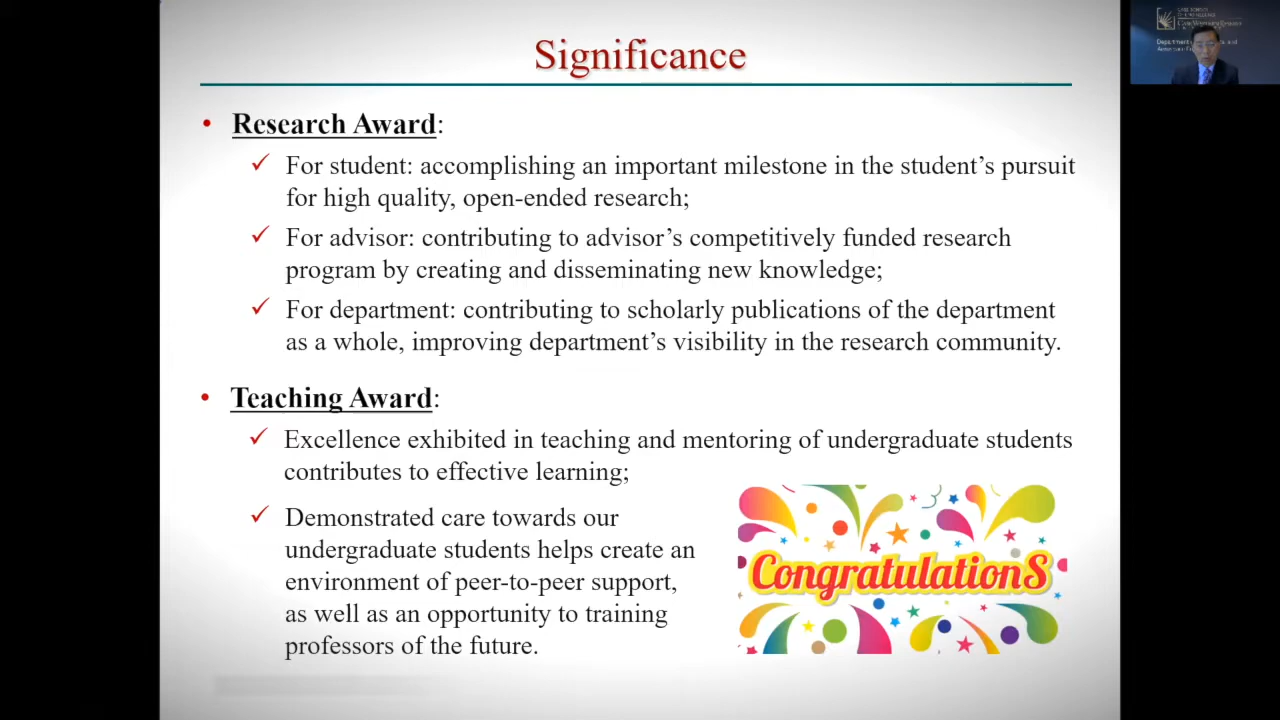 Significance
Research Award:
For student: accomplishing an important milestone in the student's pursuit
for high quality, open-ended research;
For advisor: contributing to advisor's competitively funded research
program by creating and disseminating new knowledge;
For department: contributing to scholarly publications of the department
as a whole, improving department's visibility in the research community.
Teaching Award:
Excellence exhibited in teaching and mentoring of undergraduate students
contributes to effective learning;
Demonstrated care towards our
undergraduate students helps create an
environment of peer-to-peer support,
as well as an opportunity to training
professors of the future.
CongratulationS